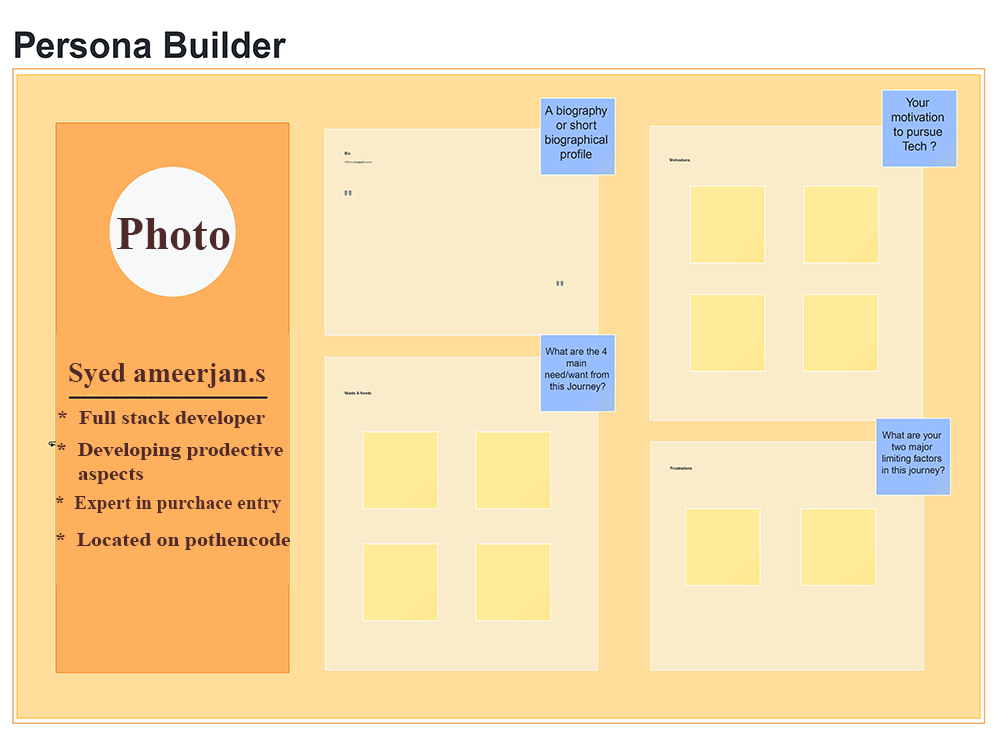 Persona Builder
Photo
Syed ameerjan.s
* Full stack developer
* Developing prodective
aspects
* Expert in purchace entry
* Located on pothencode
A biography
or short
biographical
profile
Bio
"
"
What are the 4
main
need/want from
this Journey?
Wants & Needs
Your
motivation
to pursue
Tech ?
Motivations
What are your
two major
limiting factors
in this journey?
Frustrations